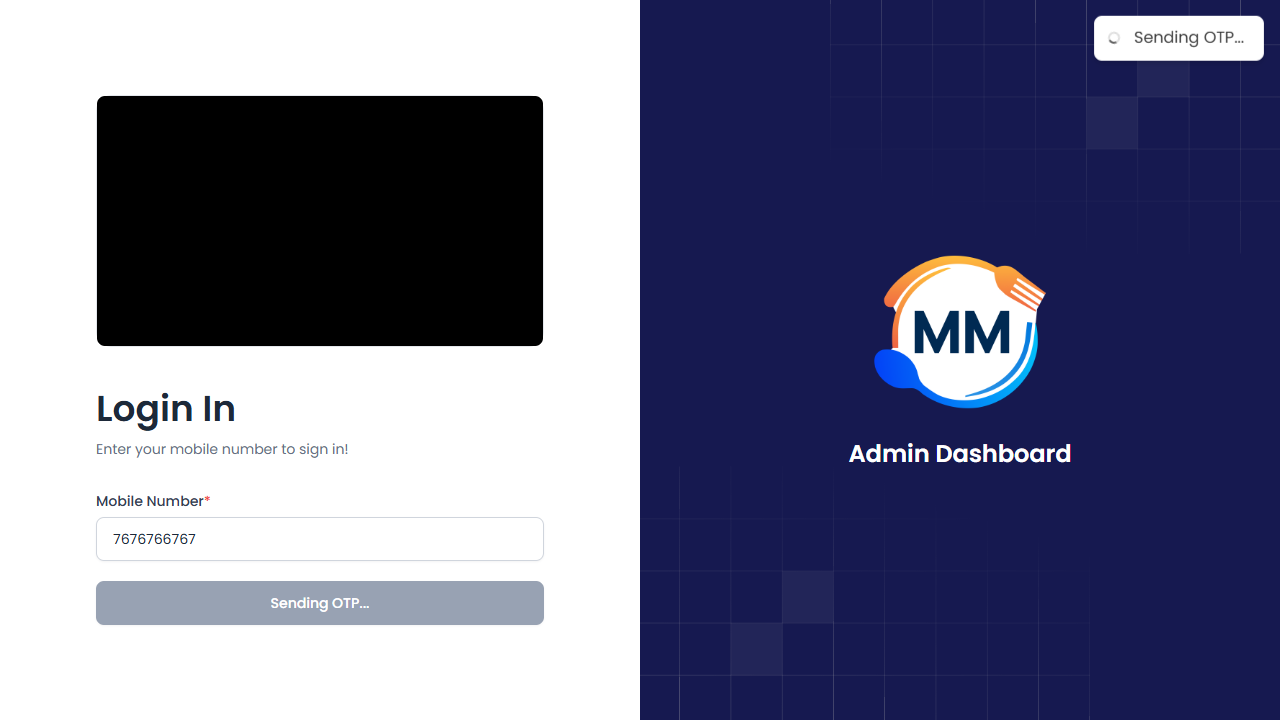 Sending OTP...
Login In
Enter your mobile number to sign in!
Mobile Number*
7676766767
Sending OTP...
MM
Admin Dashboard